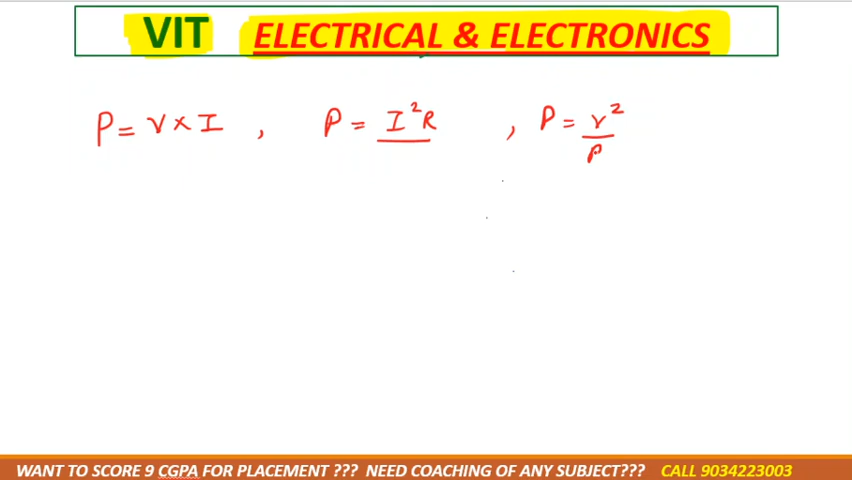 VIT ELECTRICAL & ELECTRONICS
P = V × I , P = I²R , P = V²/R
WANT TO SCORE 9 CGPA FOR PLACEMENT ??? NEED COACHING OF ANY SUBJECT??? CALL 9034223003